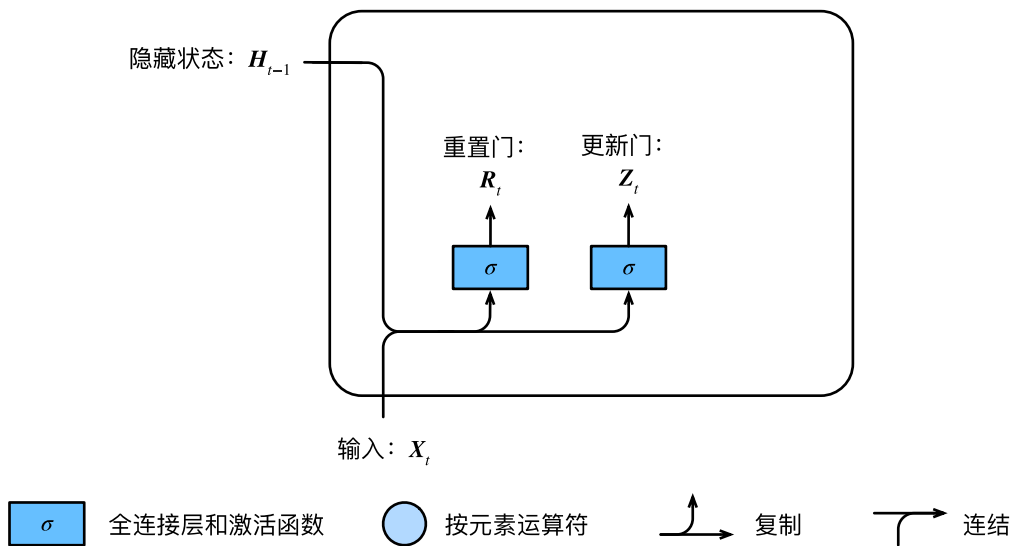 隐藏状态：H_{t-1}
重置门：
R_t
更新门：
Z_t
σ
σ
输入：X_t
σ 全连接层和激活函数
按元素运算符
复制
连结